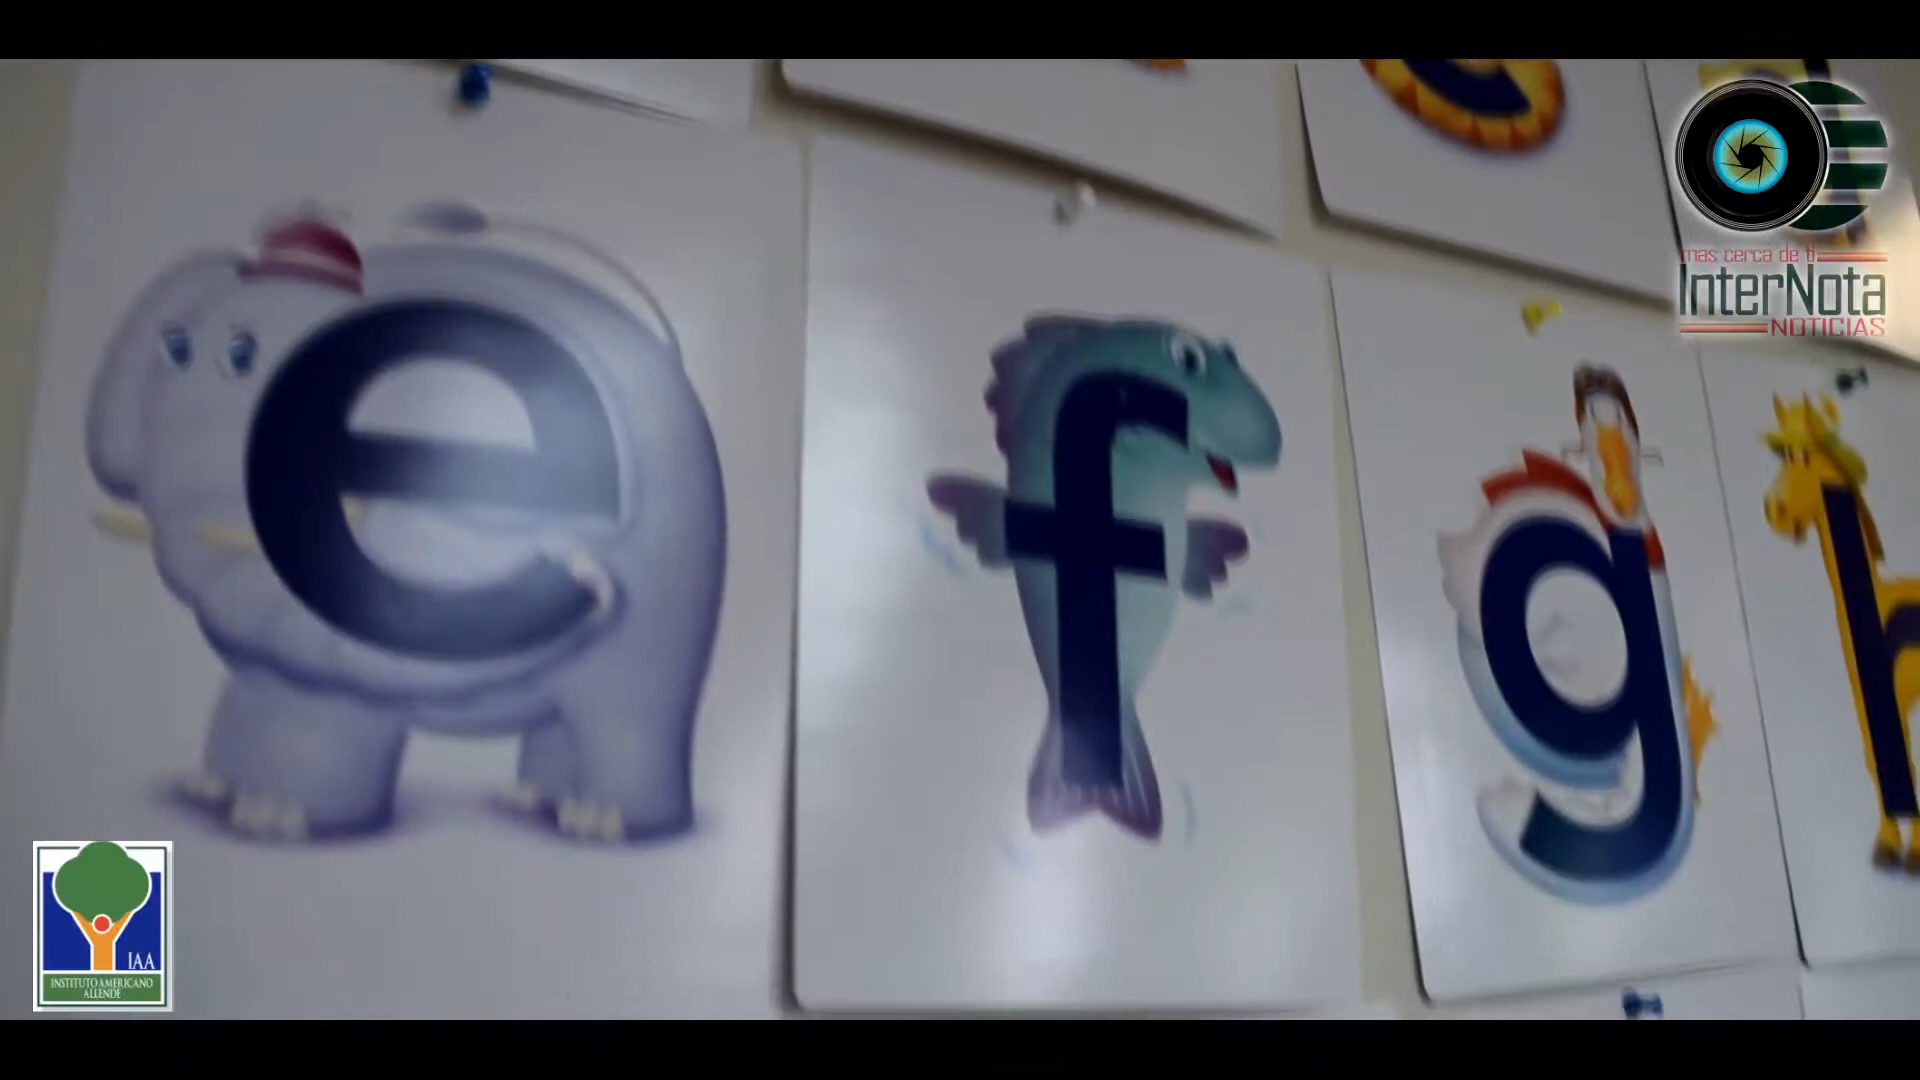 e
f
g
h
mas cerca de ti
InterNota
NOTICIAS
IAA
INSTITUTO AMERICANO
ALLENDE